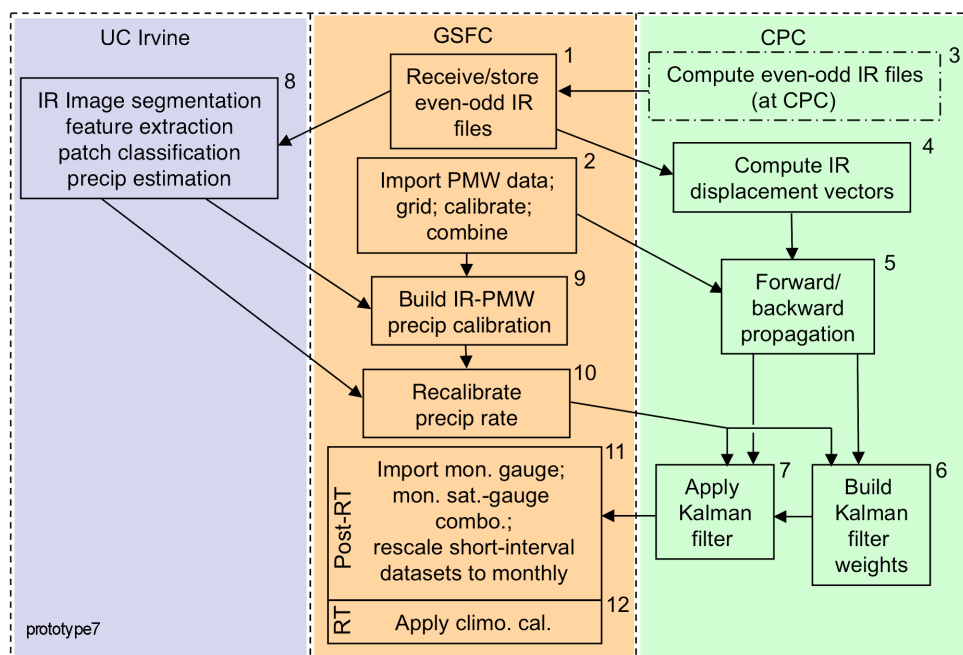 UC Irvine
GSFC
CPC
8
IR Image segmentation
feature extraction
patch classification
precip estimation
1
Receive/store
even-odd IR
files
3
Compute even-odd IR files
(at CPC)
2
Import PMW data;
grid; calibrate;
combine
4
Compute IR
displacement vectors
9
Build IR-PMW
precip calibration
5
Forward/
backward
propagation
10
Recalibrate
precip rate
11
Post-RT
Import mon. gauge;
mon. sat.-gauge
combo.;
rescale short-interval
datasets to monthly
7
Apply
Kalman
filter
6
Build
Kalman
filter
weights
12
RT
Apply climo. cal.
prototype7